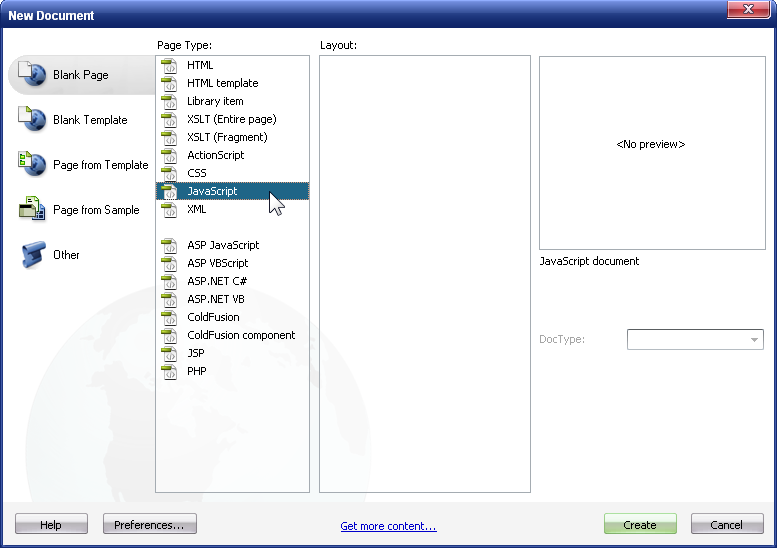 New Document
Page Type:
Layout:
Blank Page
Blank Template
Page from Template
Page from Sample
Other
HTML
HTML template
Library item
XSLT (Entire page)
XSLT (Fragment)
ActionScript
CSS
JavaScript
XML
ASP JavaScript
ASP VBScript
ASP.NET C#
ASP.NET VB
ColdFusion
ColdFusion component
JSP
PHP
<No preview>
JavaScript document
DocType:
Help
Preferences...
Get more content...
Create
Cancel